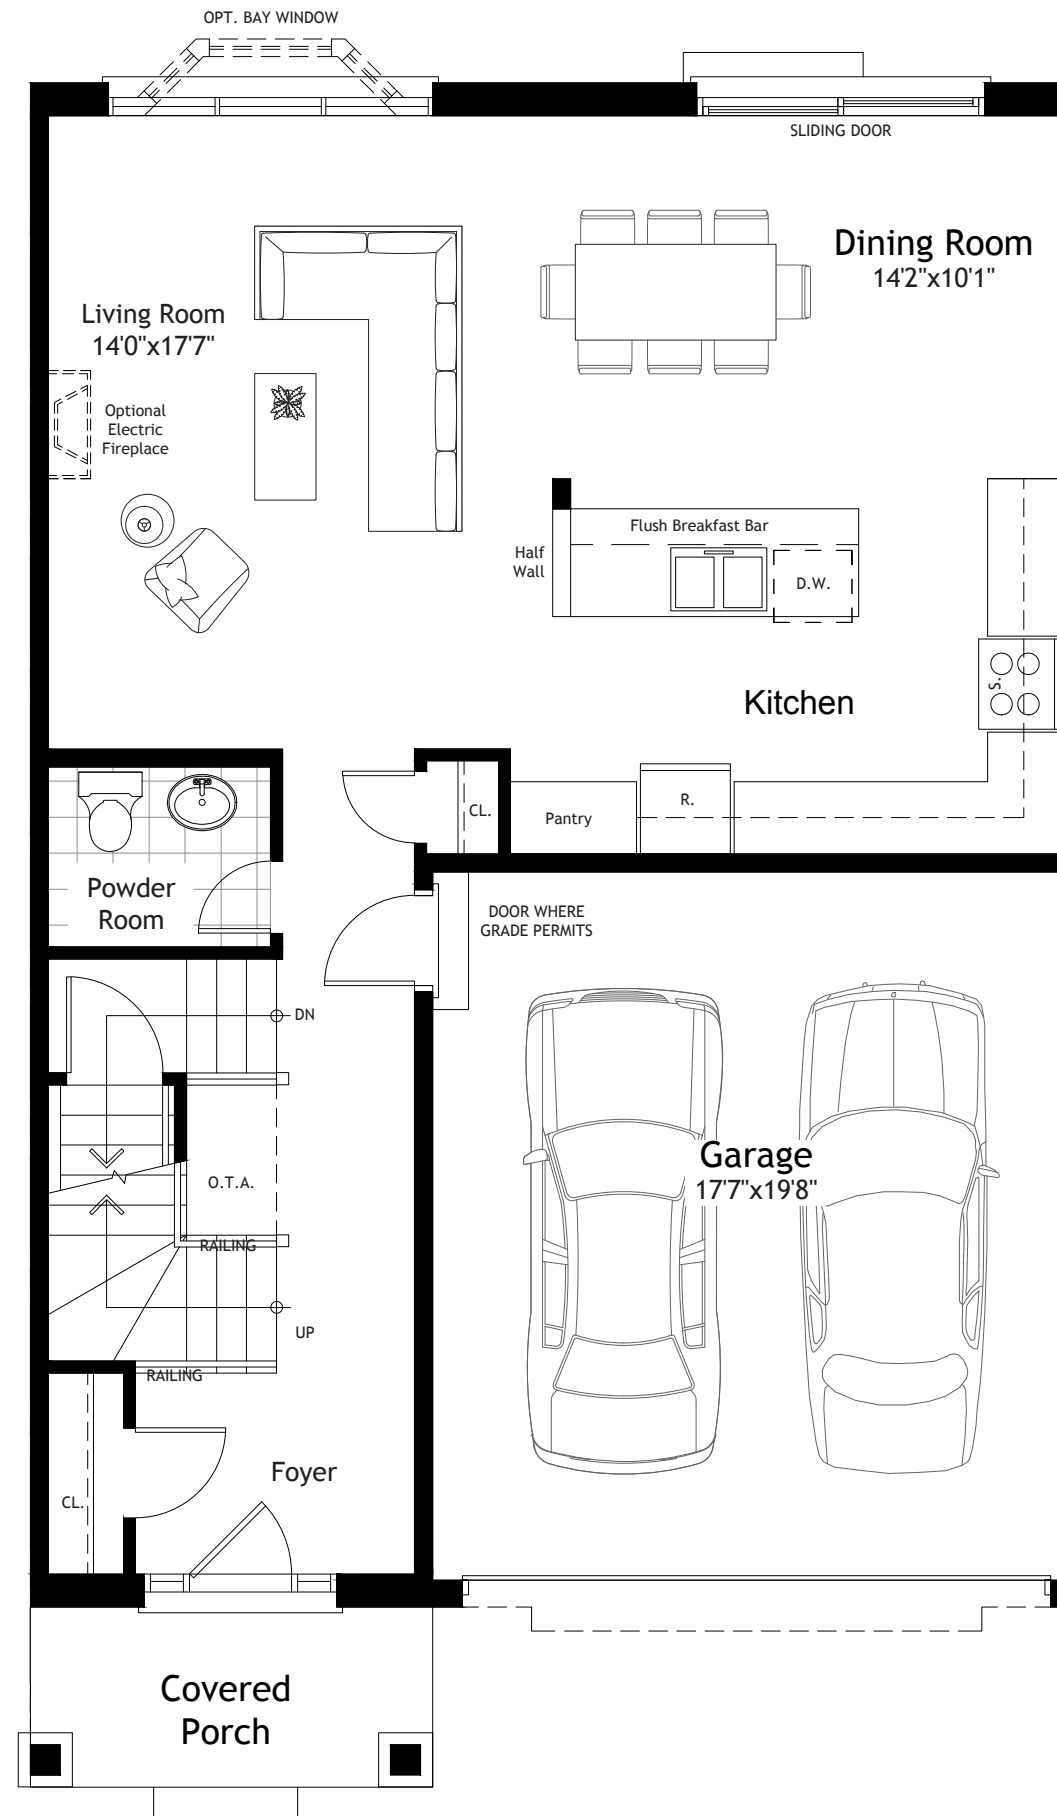 OPT. BAY WINDOW
SLIDING DOOR
Dining Room
14'2"x10'1"
Living Room
14'0"x17'7"
Optional
Electric
Fireplace
Flush Breakfast Bar
Half
Wall
D.W.
S.
Kitchen
CL.
Pantry
R.
Powder
Room
DOOR WHERE
GRADE PERMITS
DN
Garage
17'7"x19'8"
O.T.A.
RAILING
UP
RAILING
Foyer
CL.
Covered
Porch